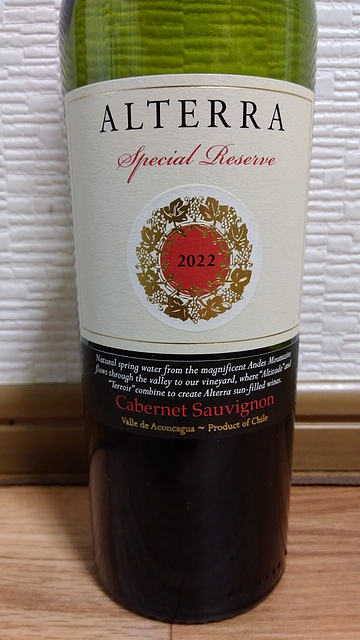 ALTERRA
Special Reserve
2022
Natural spring water from the magnificent Andes Mountains
flows through the valley to our vineyard, where "Altitude" and
"Terroir" combine to create Alterra sun-filled wines.
Cabernet Sauvignon
Valle de Aconcagua ~ Product of Chile